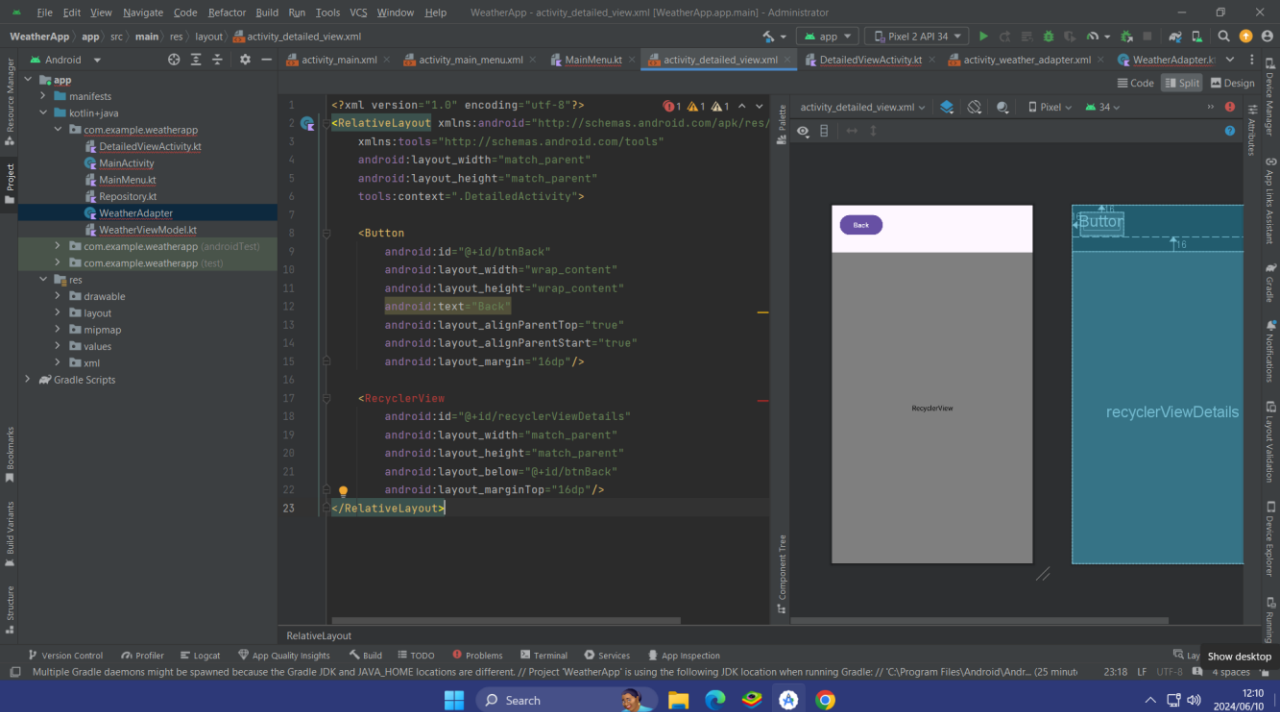 File Edit View Navigate Code Refactor Build Run Tools VCS Window Help WeatherApp - activity_detailed_view.xml [WeatherApp.app.main] - Administrator
WeatherApp app src main res layout activity_detailed_view.xml app Pixel 2 API 34
Android activity_main.xml activity_main_menu.xml MainMenu.kt activity_detailed_view.xml DetailedViewActivity.kt activity_weather_adapter.xml WeatherAdapter.k
Code Split Design
app
manifests
kotlin+java
com.example.weatherapp
DetailedViewActivity.kt
MainActivity
MainMenu.kt
Repository.kt
WeatherAdapter
WeatherViewModel.kt
com.example.weatherapp (androidTest)
com.example.weatherapp (test)
res
drawable
layout
mipmap
values
xml
Gradle Scripts
Resource Manager
Project
Bookmarks
Build Variants
Structure
1 <?xml version="1.0" encoding="utf-8"?>
1 1 1
2 <RelativeLayout xmlns:android="http://schemas.android.com/apk/res/
3 xmlns:tools="http://schemas.android.com/tools"
4 android:layout_width="match_parent"
5 android:layout_height="match_parent"
6 tools:context=".DetailedActivity">
7
8 <Button
9 android:id="@+id/btnBack"
10 android:layout_width="wrap_content"
11 android:layout_height="wrap_content"
12 android:text="Back"
13 android:layout_alignParentTop="true"
14 android:layout_alignParentStart="true"
15 android:layout_margin="16dp"/>
16
17 <RecyclerView
18 android:id="@+id/recyclerViewDetails"
19 android:layout_width="match_parent"
20 android:layout_height="match_parent"
21 android:layout_below="@+id/btnBack"
22 android:layout_marginTop="16dp"/>
23 </RelativeLayout>
RelativeLayout
Palette
Component Tree
activity_detailed_view.xml Pixel 34
Back
RecyclerView
16
Button
16
recyclerViewDetails
Device Manager
Attributes
App Links Assistant
Gradle
Notifications
Layout Validation
Device Explorer
Running
Version Control Profiler Logcat App Quality Insights Build TODO Problems Terminal Services App Inspection Lay
Show desktop
Multiple Gradle daemons might be spawned because the Gradle JDK and JAVA_HOME locations are different. // Project 'WeatherApp' is using the following JDK location when running Gradle: // 'C:\Program Files\Android\Andr... (25 minut 23:18 LF UTF-8 4 spaces
Search
12:10
2024/06/10